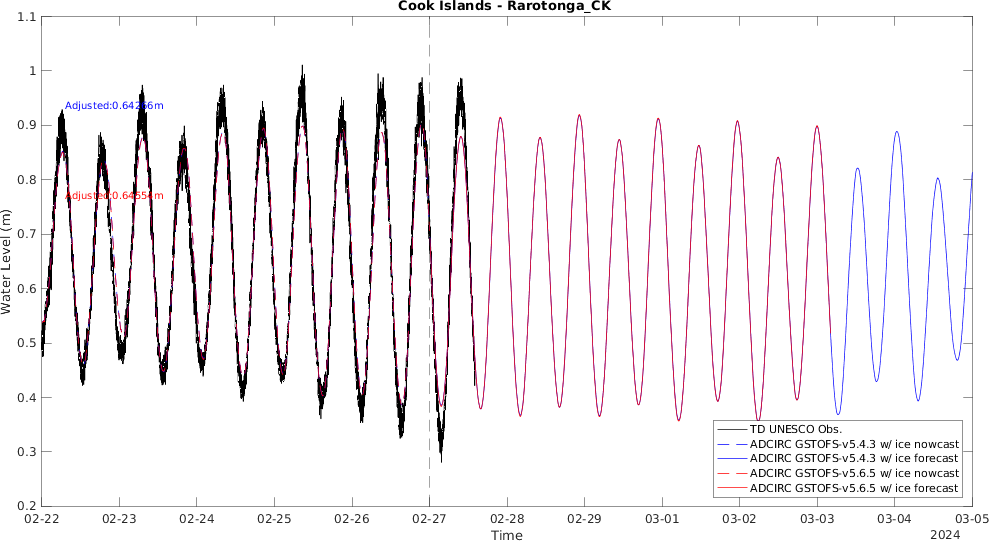 Cook Islands - Rarotonga_CK
1.1
1
0.9
0.8
0.7
0.6
0.5
0.4
0.3
0.2
Water Level (m)
Adjusted:0.64266m
Adjusted:0.64554m
TD UNESCO Obs.
ADCIRC GSTOFS-v5.4.3 w/ ice nowcast
ADCIRC GSTOFS-v5.4.3 w/ ice forecast
ADCIRC GSTOFS-v5.6.5 w/ ice nowcast
ADCIRC GSTOFS-v5.6.5 w/ ice forecast
02-22 02-23 02-24 02-25 02-26 02-27 02-28 02-29 03-01 03-02 03-03 03-04 03-05
Time
2024